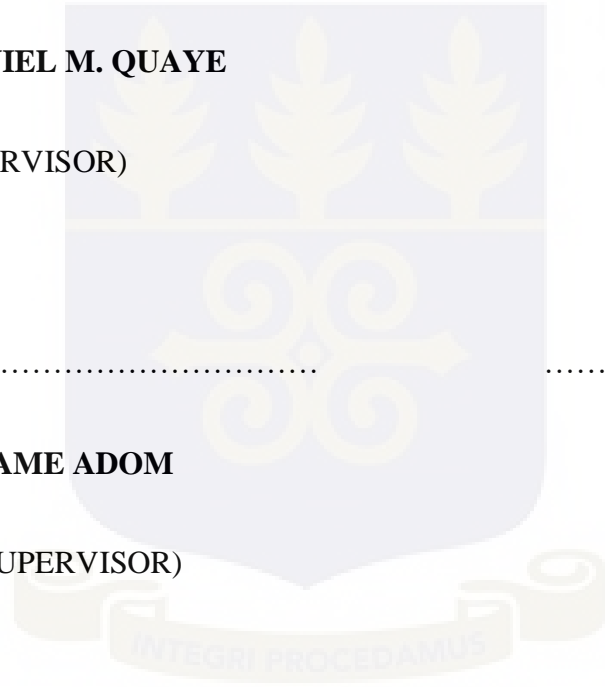 IEL M. QUAYE
RVISOR)
……………………………… ……
AME ADOM
UPERVISOR)
INTEGRI PROCEDAMUS